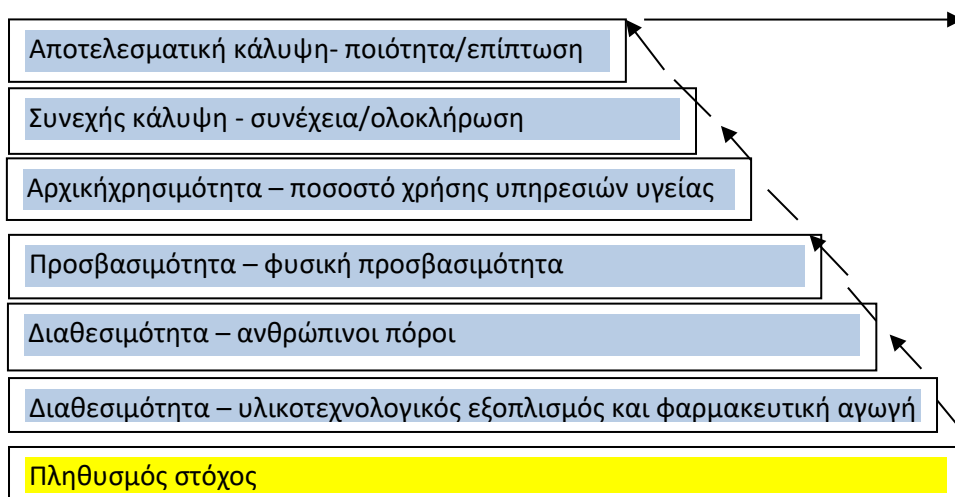 Αποτελεσματική κάλυψη- ποιότητα/επίπτωση
Συνεχής κάλυψη - συνέχεια/ολοκλήρωση
Αρχικήχρησιμότητα – ποσοστό χρήσης υπηρεσιών υγείας
Προσβασιμότητα – φυσική προσβασιμότητα
Διαθεσιμότητα – ανθρώπινοι πόροι
Διαθεσιμότητα – υλικοτεχνολογικός εξοπλισμός και φαρμακευτική αγωγή
Πληθυσμός στόχος